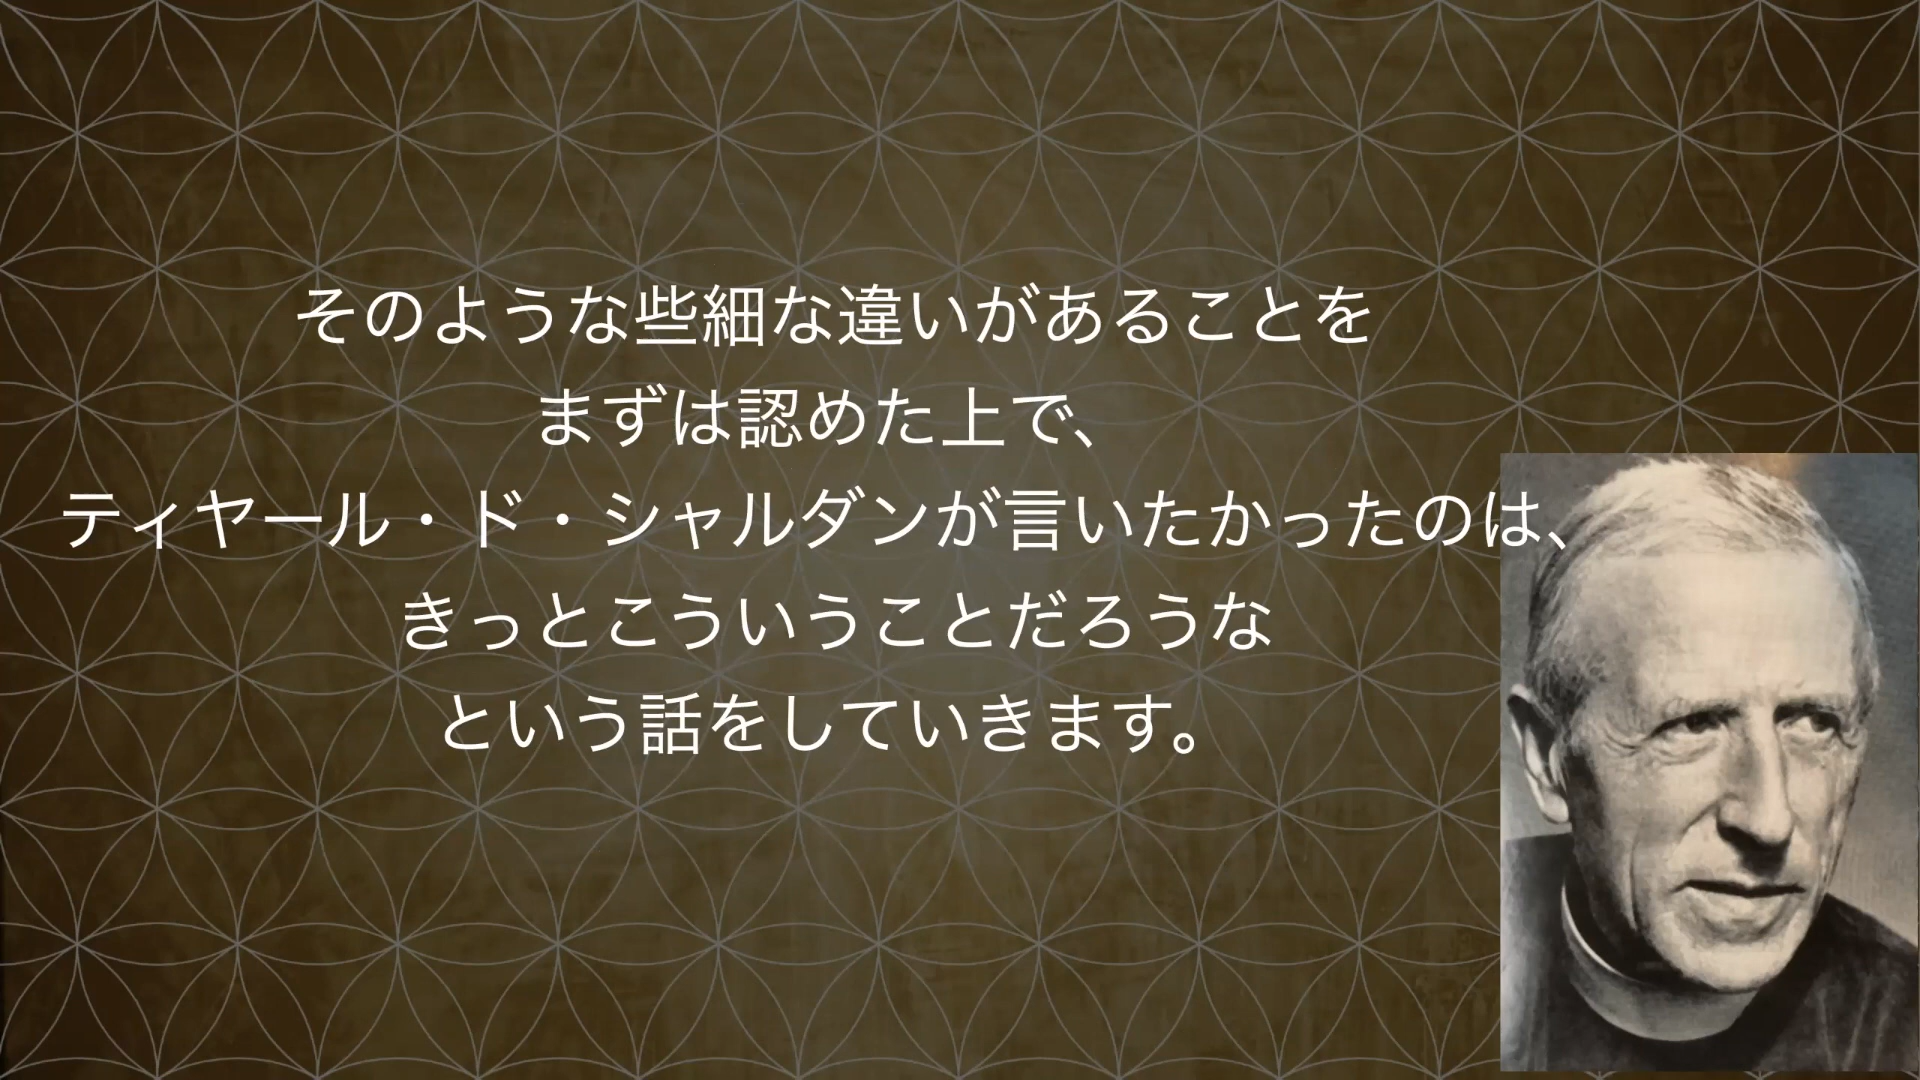 そのような些細な違いがあることを
まずは認めた上で、
ティヤール・ド・シャルダンが言いたかったのは、
きっとこういうことだろうな
という話をしていきます。